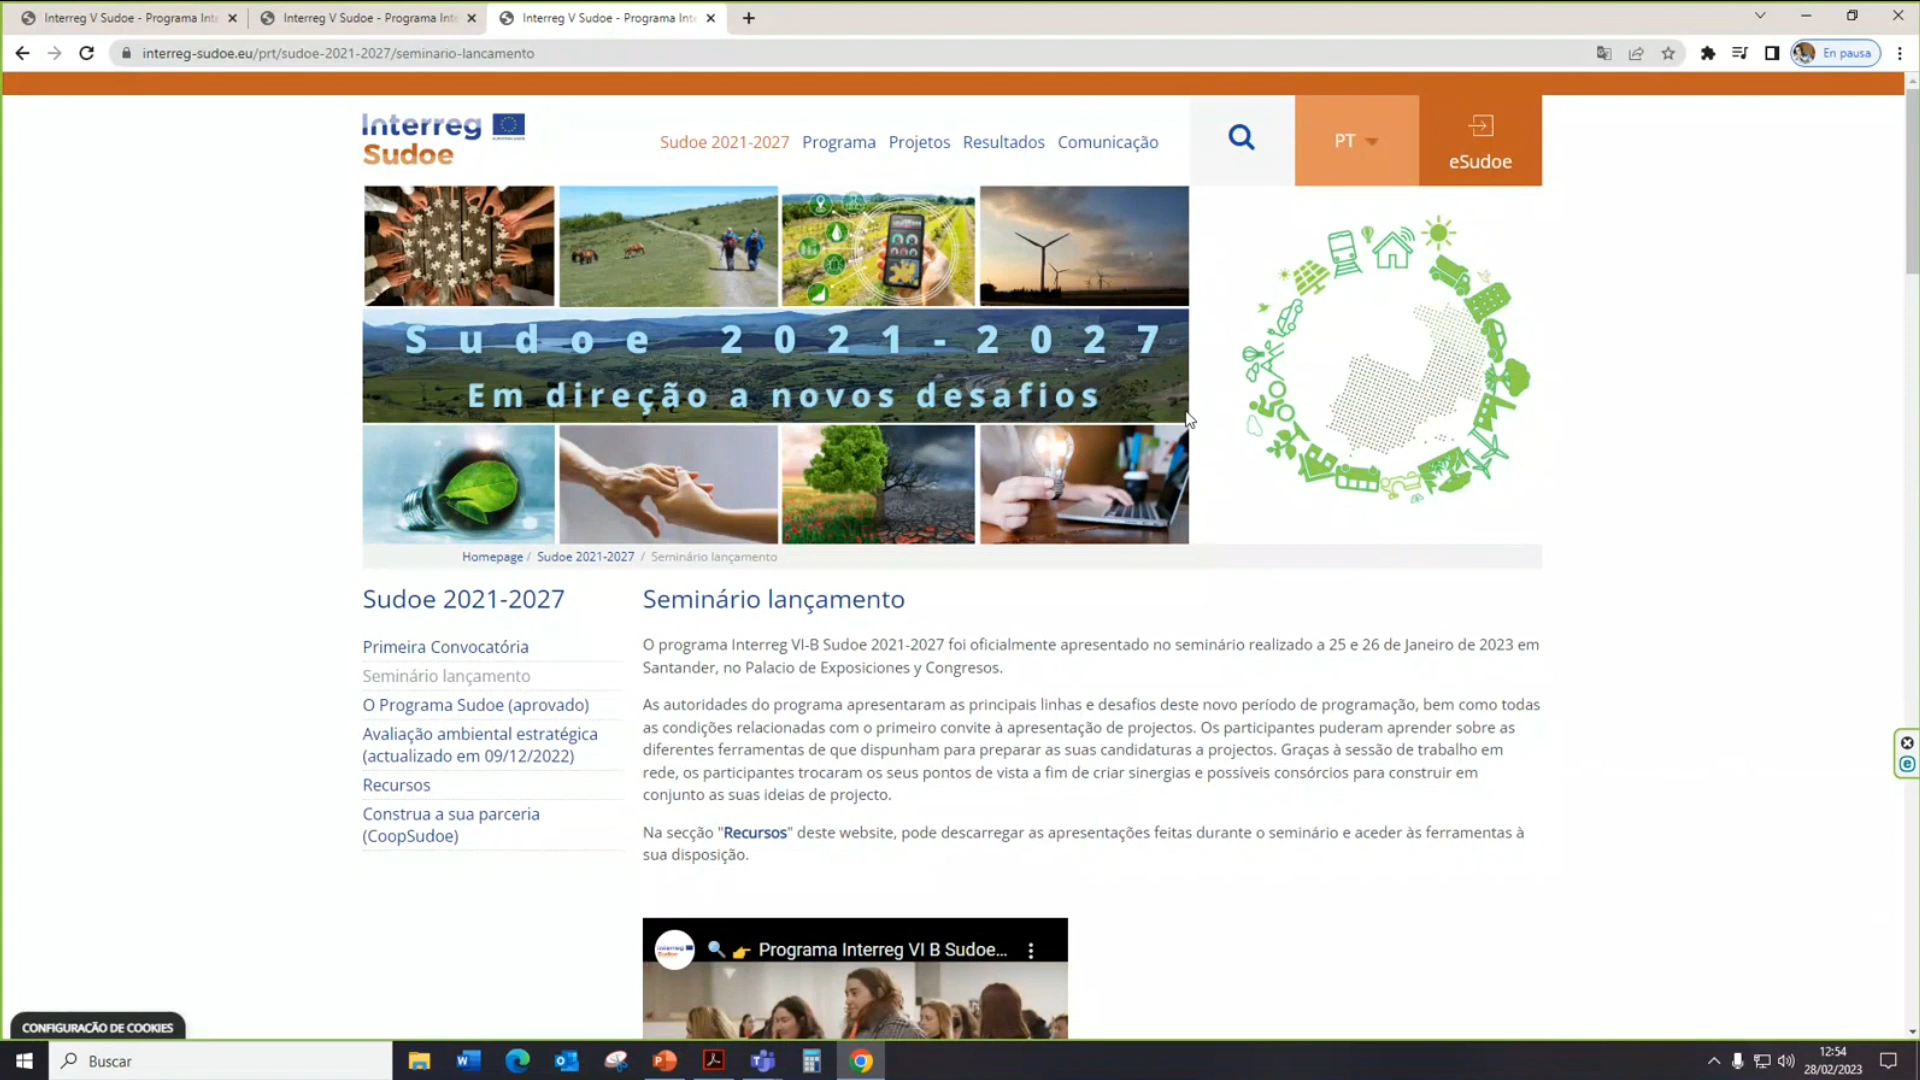 Interreg V Sudoe - Programa Inte
Interreg V Sudoe - Programa Inte
Interreg V Sudoe - Programa Inte
interreg-sudoe.eu/prt/sudoe-2021-2027/seminario-lancamento
En pausa
Interreg
Sudoe
Sudoe 2021-2027 Programa Projetos Resultados Comunicação
PT
eSudoe
Sudoe 2021-2027
Em direção a novos desafios
Homepage / Sudoe 2021-2027 / Seminário lançamento
Sudoe 2021-2027
Primeira Convocatória
Seminário lançamento
O Programa Sudoe (aprovado)
Avaliação ambiental estratégica
(actualizado em 09/12/2022)
Recursos
Construa a sua parceria
(CoopSudoe)
Seminário lançamento
O programa Interreg VI-B Sudoe 2021-2027 foi oficialmente apresentado no seminário realizado a 25 e 26 de Janeiro de 2023 em
Santander, no Palacio de Exposiciones y Congresos.
As autoridades do programa apresentaram as principais linhas e desafios deste novo período de programação, bem como todas
as condições relacionadas com o primeiro convite à apresentação de projectos. Os participantes puderam aprender sobre as
diferentes ferramentas de que dispunham para preparar as suas candidaturas a projectos. Graças à sessão de trabalho em
rede, os participantes trocaram os seus pontos de vista a fim de criar sinergias e possíveis consórcios para construir em
conjunto as suas ideias de projecto.
Na secção "Recursos" deste website, pode descarregar as apresentações feitas durante o seminário e aceder às ferramentas à
sua disposição.
Programa Interreg VI B Sudoe...
CONFIGURAÇÃO DE COOKIES
Buscar
12:54
28/02/2023